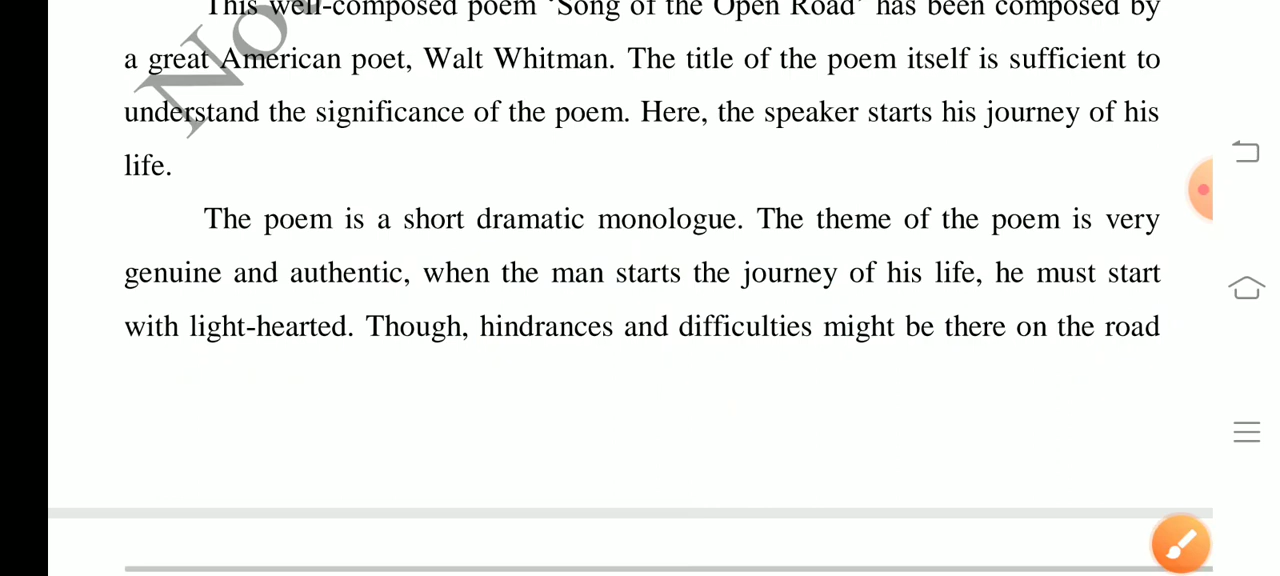 This well-composed poem ‘Song of the Open Road’ has been composed by
a great American poet, Walt Whitman. The title of the poem itself is sufficient to
understand the significance of the poem. Here, the speaker starts his journey of his
life.
The poem is a short dramatic monologue. The theme of the poem is very
genuine and authentic, when the man starts the journey of his life, he must start
with light-hearted. Though, hindrances and difficulties might be there on the road